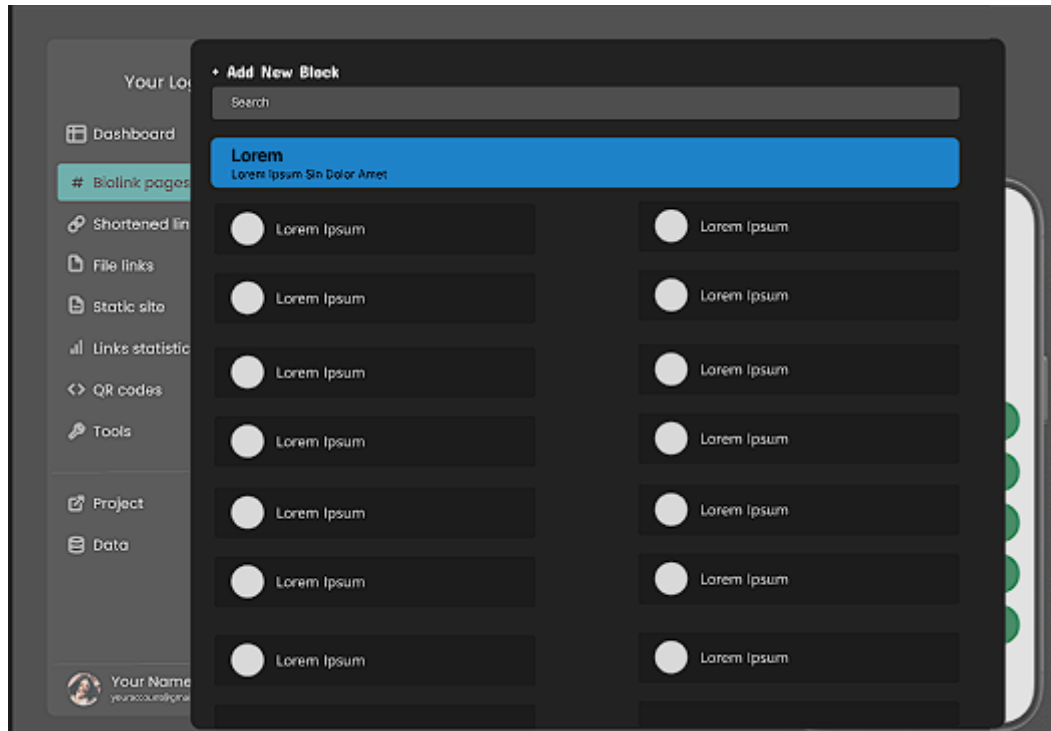 Your Lo
Dashboard
Biolink pages
Shortened lin
File links
Static site
Links statistic
QR codes
Tools
Project
Data
Your Name
+ Add New Block
Search
Lorem
Lorem Ipsum Sin Dolor Amet
Lorem Ipsum
Lorem Ipsum
Lorem Ipsum
Lorem Ipsum
Lorem Ipsum
Lorem Ipsum
Lorem Ipsum
Lorem Ipsum
Lorem Ipsum
Lorem Ipsum
Lorem Ipsum
Lorem Ipsum
Lorem Ipsum
Lorem Ipsum